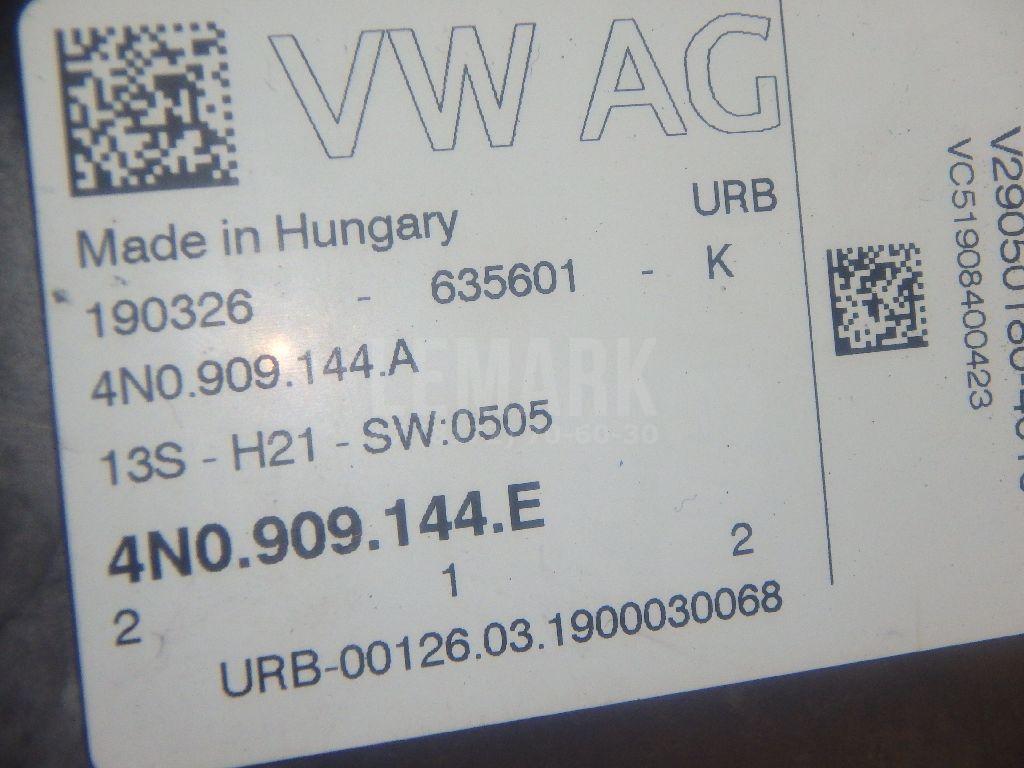 VW AG
Made in Hungary URB
190326 - 635601 - K
4N0.909.144.A
13S - H21 - SW:0505
4N0.909.144.E
2 1 2
URB-00126.03.1900030068
VC51908400423
LEMARK